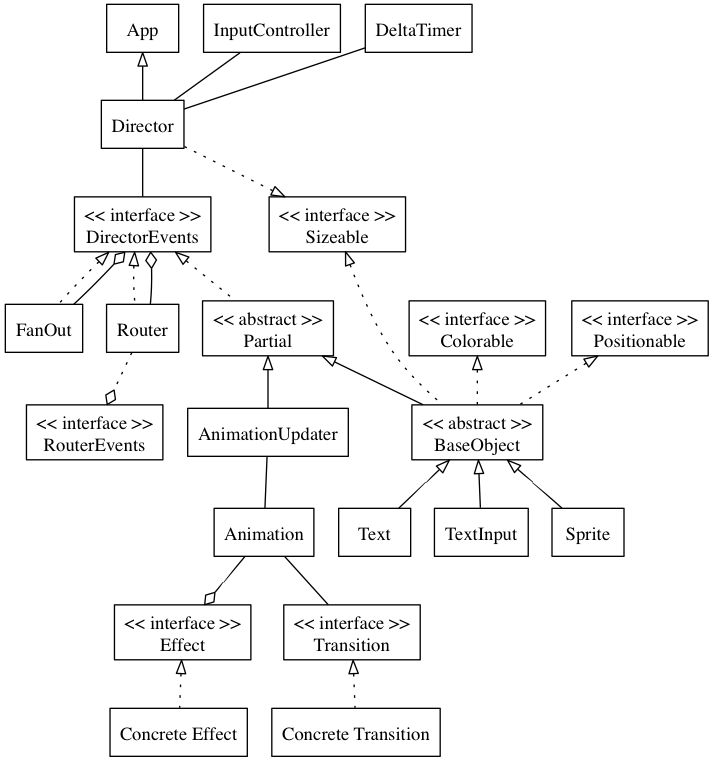 App
InputController
DeltaTimer
Director
<< interface >>
DirectorEvents
<< interface >>
Sizeable
FanOut
Router
<< abstract >>
Partial
<< interface >>
Colorable
<< interface >>
Positionable
<< interface >>
RouterEvents
AnimationUpdater
<< abstract >>
BaseObject
Animation
Text
TextInput
Sprite
<< interface >>
Effect
<< interface >>
Transition
Concrete Effect
Concrete Transition